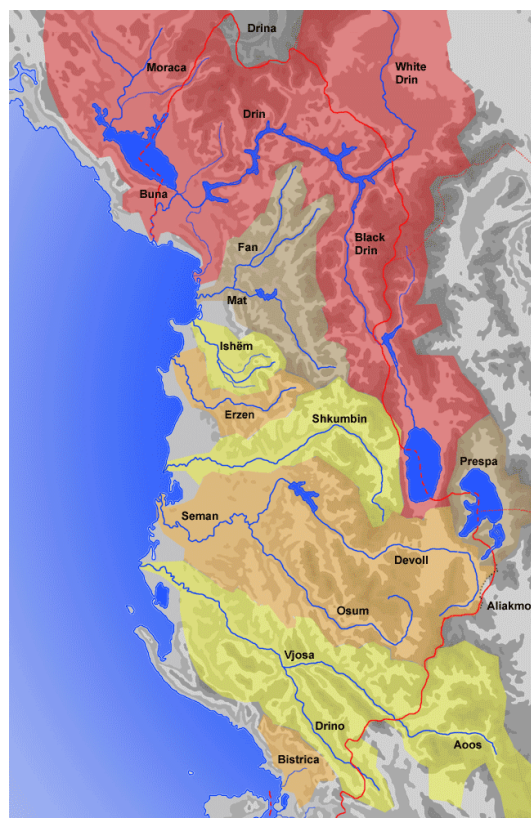 Drina
Moraca
White
Drin
Drin
Buna
Black
Drin
Fan
Mat
Ishëm
Erzen
Shkumbin
Prespa
Seman
Devoll
Osum
Aliakmo
Vjosa
Drino
Aoos
Bistrica